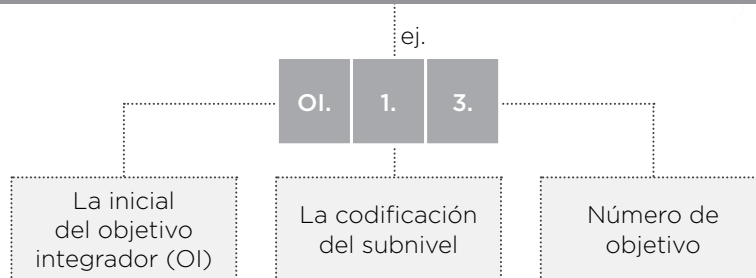 ej.
OI. 1. 3.
La inicial
del objetivo
integrador (OI)
La codificación
del subnivel
Número de
objetivo